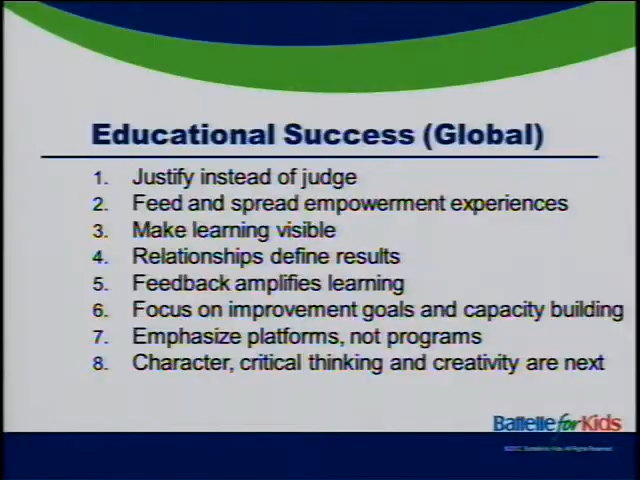 Educational Success (Global)
1. Justify instead of judge
2. Feed and spread empowerment experiences
3. Make learning visible
4. Relationships define results
5. Feedback amplifies learning
6. Focus on improvement goals and capacity building
7. Emphasize platforms, not programs
8. Character, critical thinking and creativity are next
Battelle for Kids